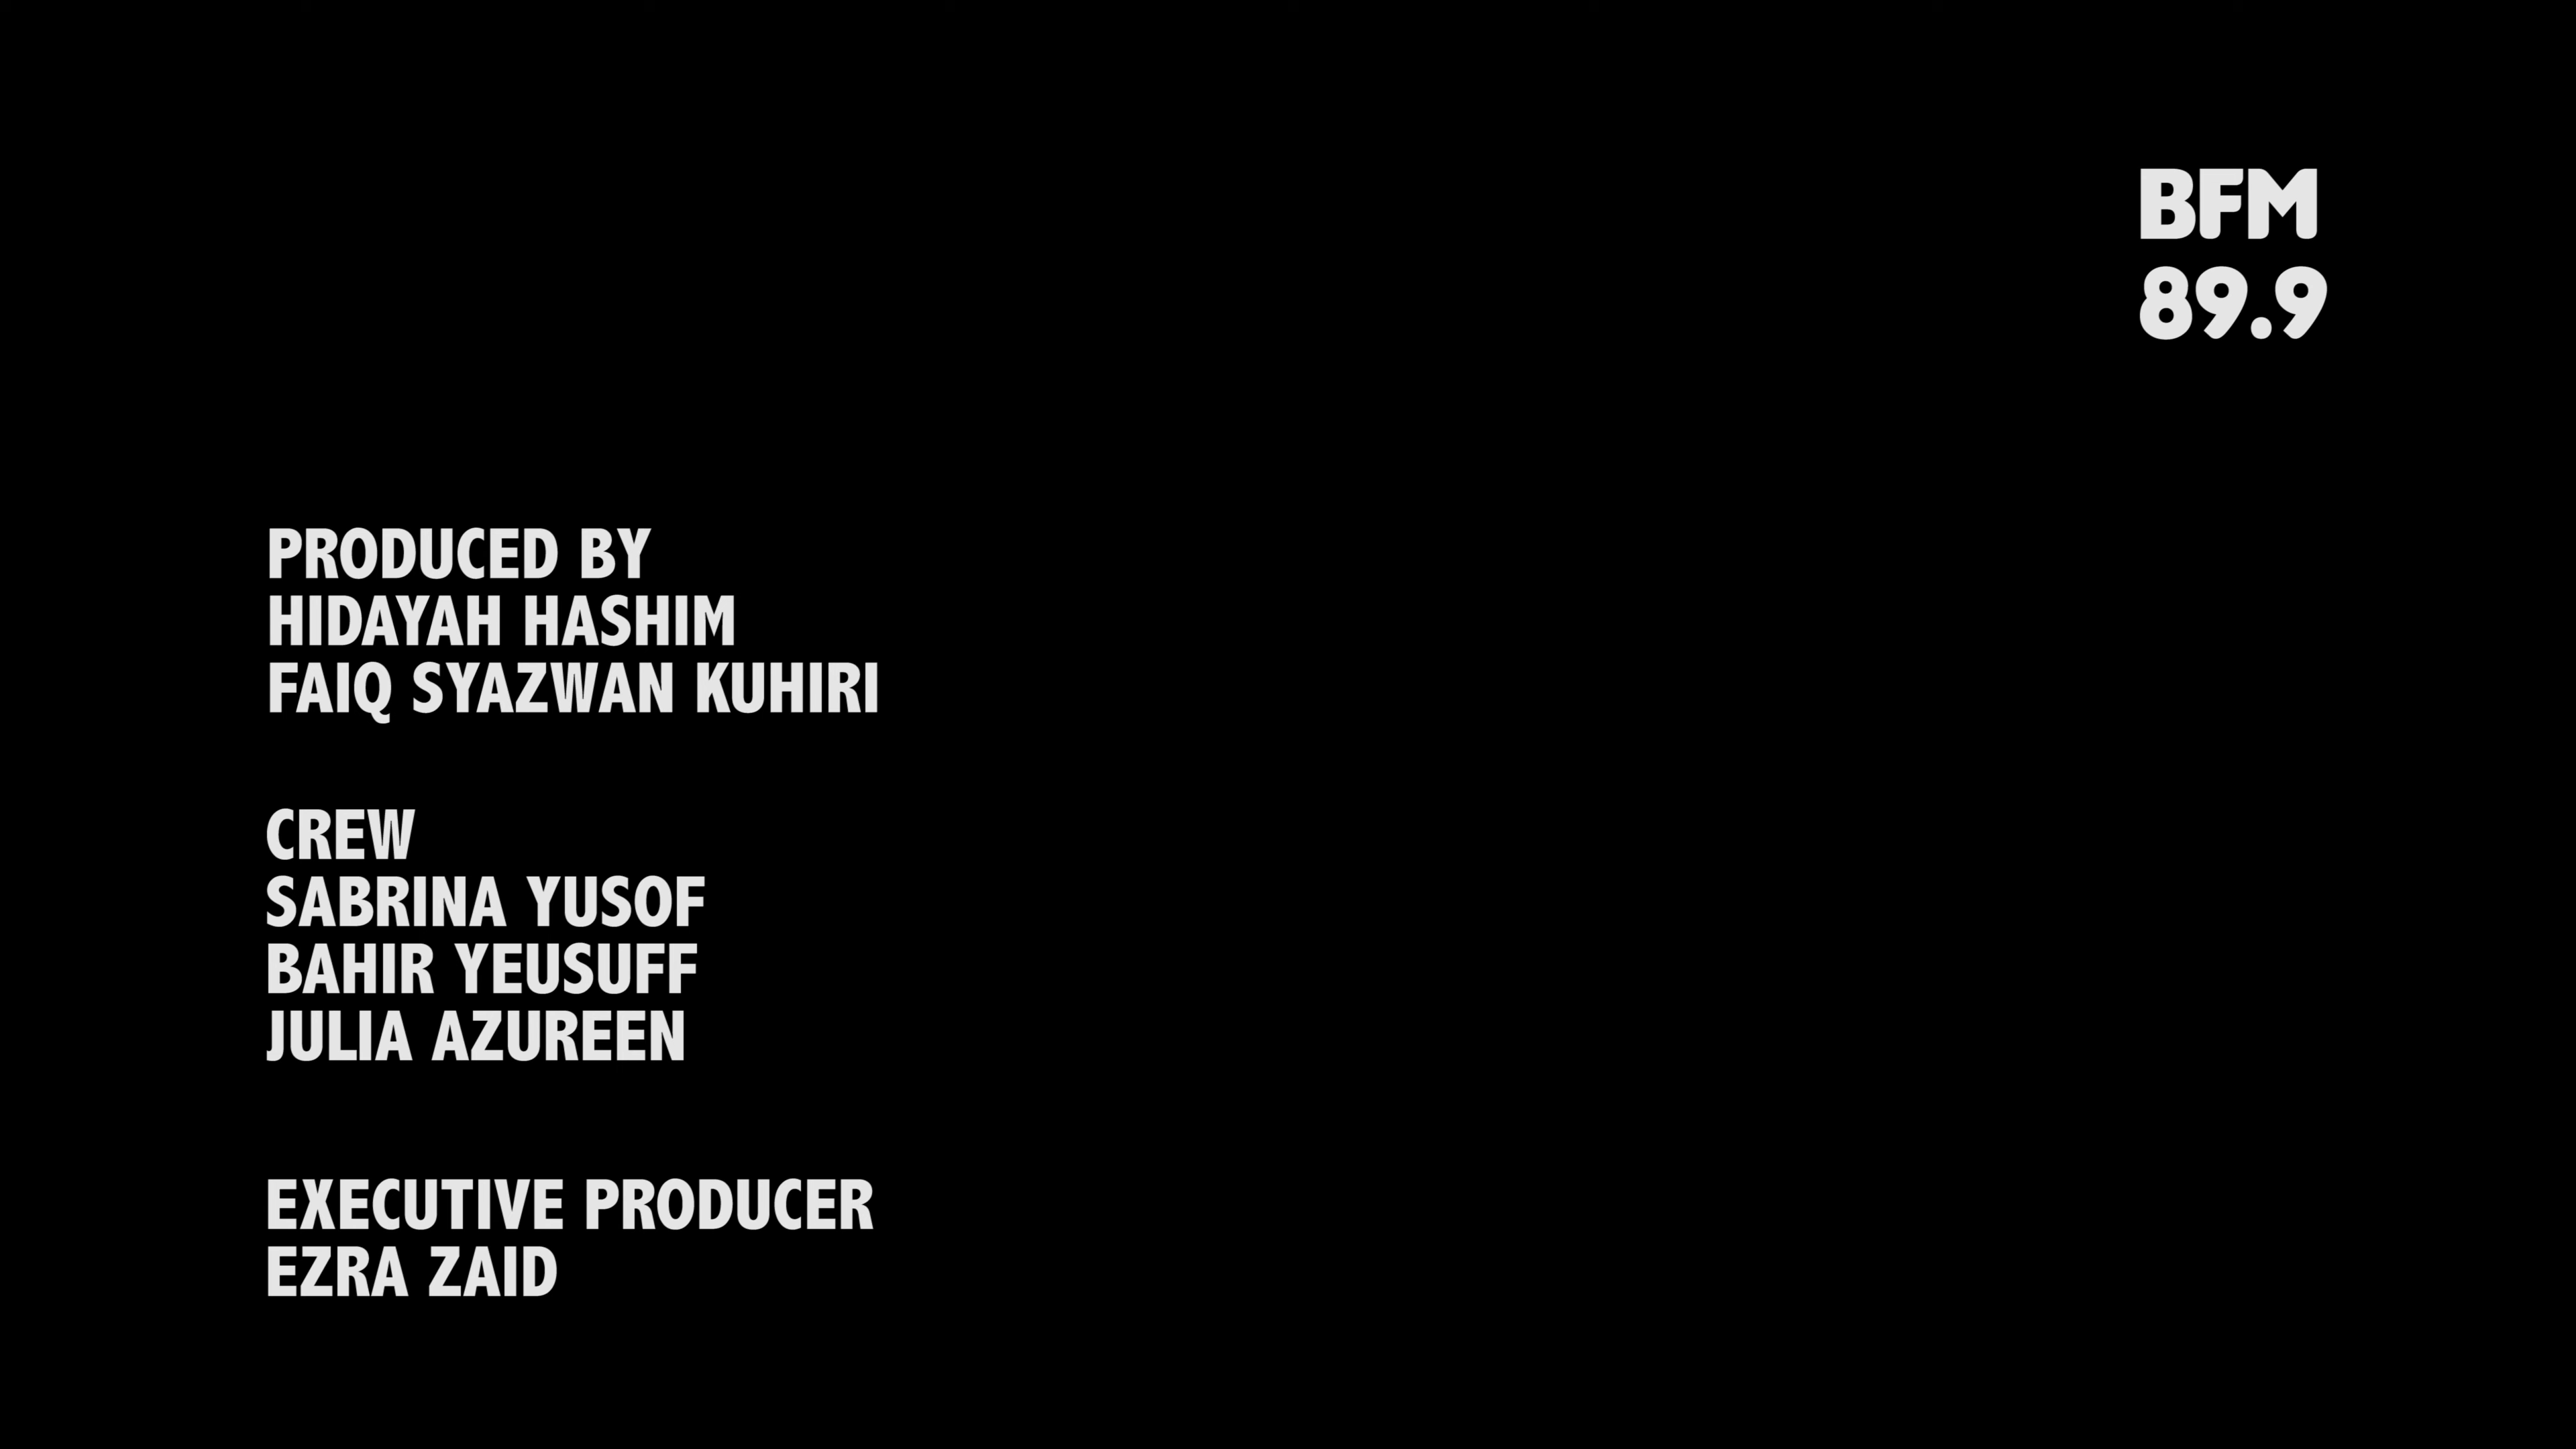 BFM
89.9
PRODUCED BY
HIDAYAH HASHIM
FAIQ SYAZWAN KUHIRI
CREW
SABRINA YUSOF
BAHIR YEUSUFF
JULIA AZUREEN
EXECUTIVE PRODUCER
EZRA ZAID